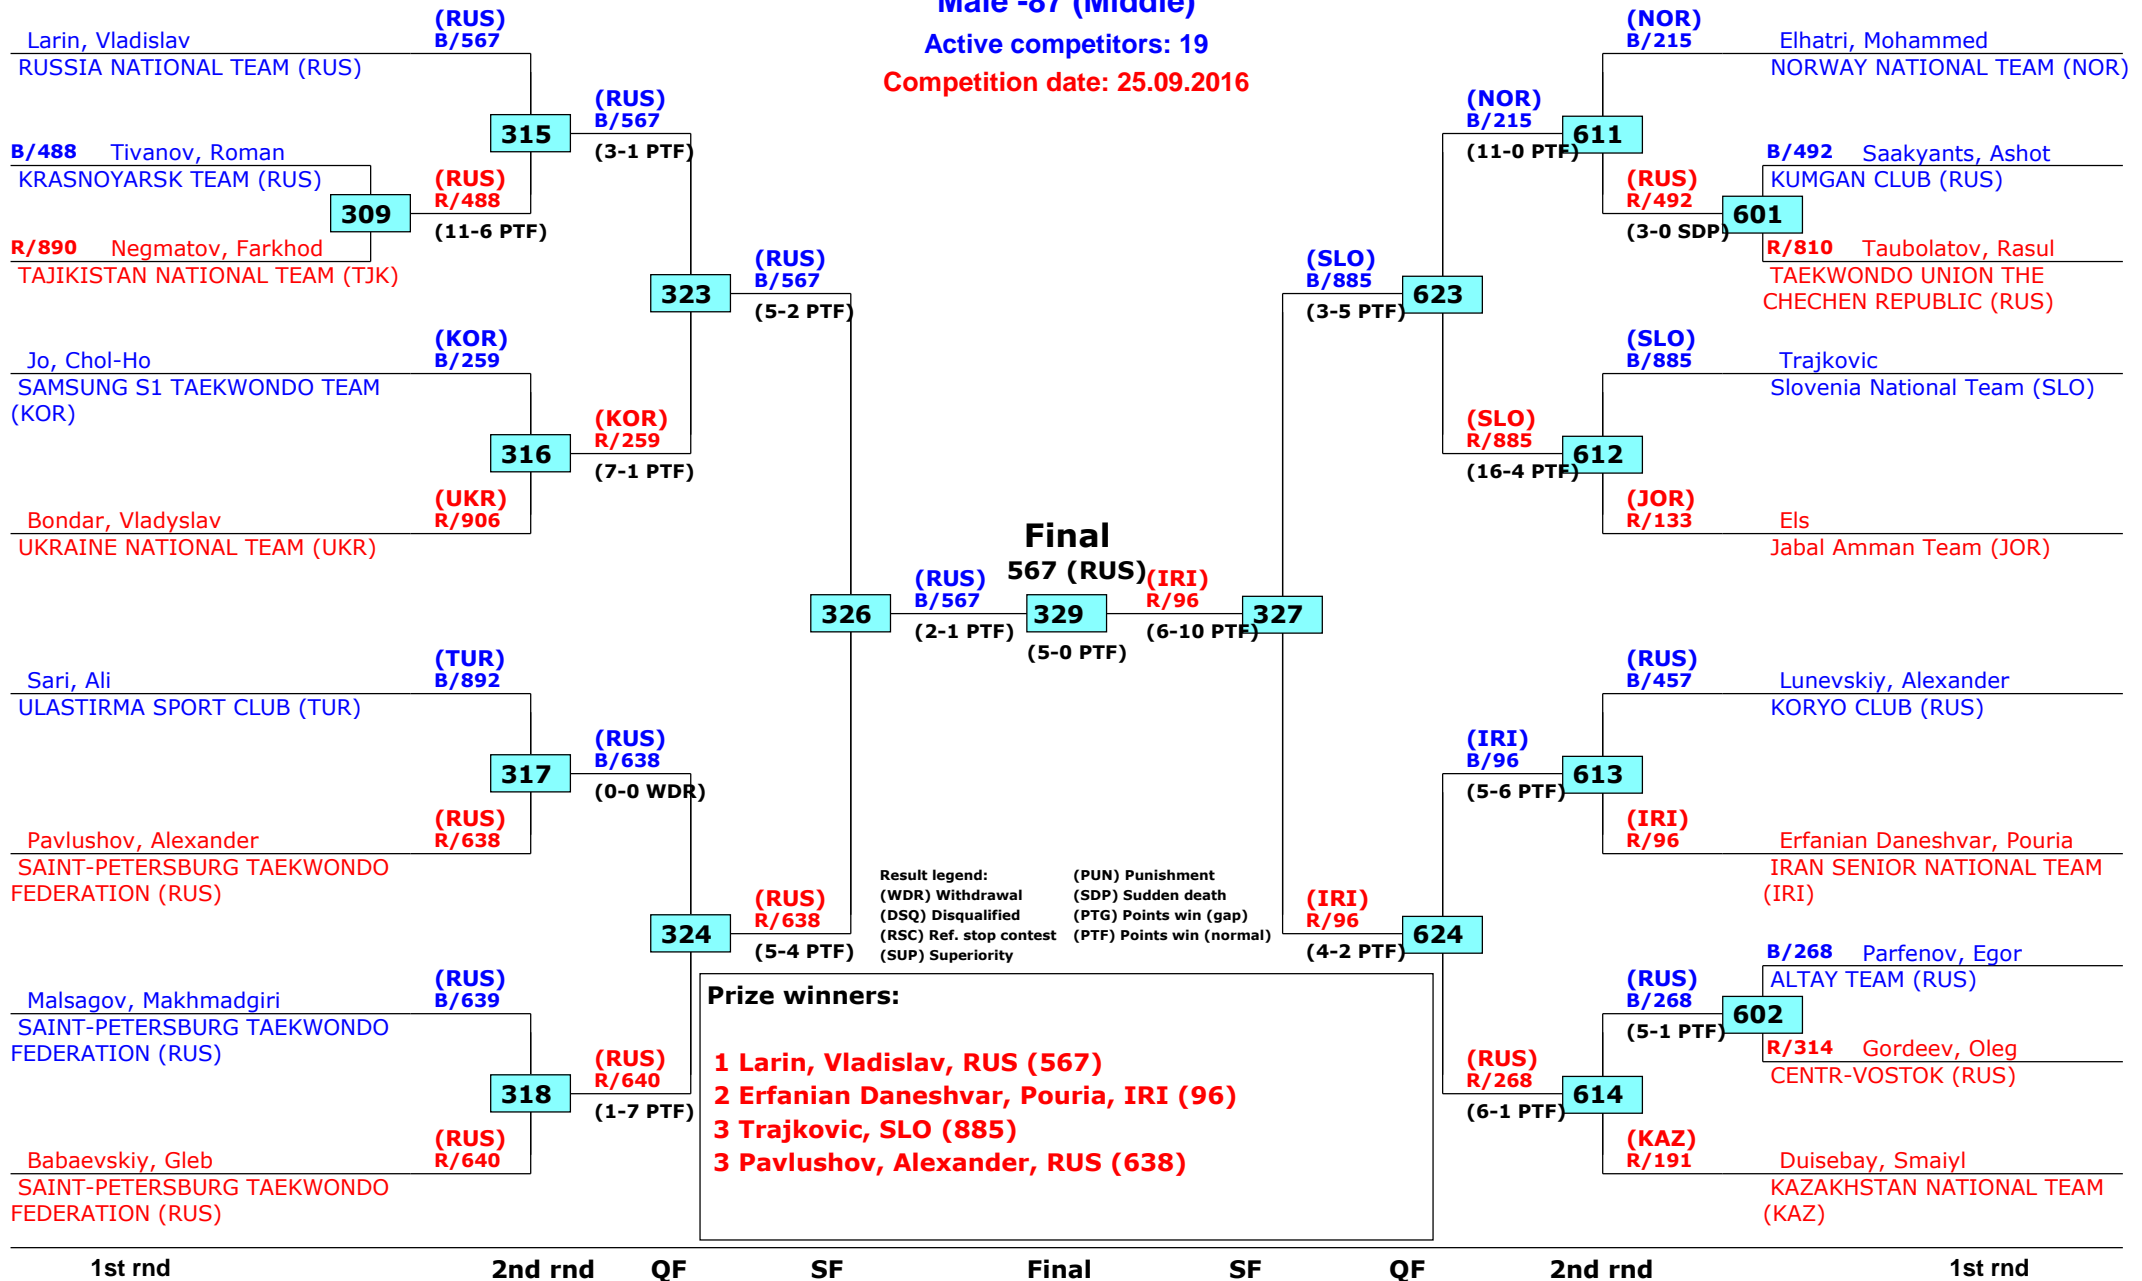 Male -87 (Middle)
Active competitors: 19
Competition date: 25.09.2016
(RUS)
B/567
Larin, Vladislav
RUSSIA NATIONAL TEAM (RUS)
315
(RUS)
B/567
(3-1 PTF)
B/488 Tivanov, Roman
KRASNOYARSK TEAM (RUS)
309
(RUS)
R/488
(11-6 PTF)
R/890 Negmatov, Farkhod
TAJIKISTAN NATIONAL TEAM (TJK)
323
(RUS)
B/567
(5-2 PTF)
(KOR)
B/259
Jo, Chol-Ho
SAMSUNG S1 TAEKWONDO TEAM
(KOR)
316
(KOR)
R/259
(7-1 PTF)
(UKR)
R/906
Bondar, Vladyslav
UKRAINE NATIONAL TEAM (UKR)
326
(RUS)
B/567
(2-1 PTF)
(TUR)
B/892
Sari, Ali
ULASTIRMA SPORT CLUB (TUR)
317
(RUS)
B/638
(0-0 WDR)
(RUS)
R/638
Pavlushov, Alexander
SAINT-PETERSBURG TAEKWONDO
FEDERATION (RUS)
324
(RUS)
R/638
(5-4 PTF)
(RUS)
B/639
Malsagov, Makhmadgiri
SAINT-PETERSBURG TAEKWONDO
FEDERATION (RUS)
318
(RUS)
R/640
(1-7 PTF)
(RUS)
R/640
Babaevskiy, Gleb
SAINT-PETERSBURG TAEKWONDO
FEDERATION (RUS)
Final
567 (RUS)
329
(5-0 PTF)
(IRI)
R/96
(6-10 PTF)
327
(NOR)
B/215
Elhatri, Mohammed
NORWAY NATIONAL TEAM (NOR)
(NOR)
B/215
(11-0 PTF)
611
B/492 Saakyants, Ashot
KUMGAN CLUB (RUS)
(RUS)
R/492
(3-0 SDP)
601
R/810 Taubolatov, Rasul
TAEKWONDO UNION THE
CHECHEN REPUBLIC (RUS)
(SLO)
B/885
(3-5 PTF)
623
(SLO)
B/885
Trajkovic
Slovenia National Team (SLO)
(SLO)
R/885
(16-4 PTF)
612
(JOR)
R/133
Els
Jabal Amman Team (JOR)
(RUS)
B/457
Lunevskiy, Alexander
KORYO CLUB (RUS)
(IRI)
B/96
(5-6 PTF)
613
(IRI)
R/96
Erfanian Daneshvar, Pouria
IRAN SENIOR NATIONAL TEAM
(IRI)
(IRI)
R/96
(4-2 PTF)
624
B/268 Parfenov, Egor
ALTAY TEAM (RUS)
(RUS)
B/268
(5-1 PTF)
602
R/314 Gordeev, Oleg
CENTR-VOSTOK (RUS)
(RUS)
R/268
(6-1 PTF)
614
(KAZ)
R/191
Duisebay, Smaiyl
KAZAKHSTAN NATIONAL TEAM
(KAZ)
Result legend: (PUN) Punishment
(WDR) Withdrawal (SDP) Sudden death
(DSQ) Disqualified (PTG) Points win (gap)
(RSC) Ref. stop contest (PTF) Points win (normal)
(SUP) Superiority
Prize winners:
1 Larin, Vladislav, RUS (567)
2 Erfanian Daneshvar, Pouria, IRI (96)
3 Trajkovic, SLO (885)
3 Pavlushov, Alexander, RUS (638)
1st rnd 2nd rnd QF SF Final SF QF 2nd rnd 1st rnd